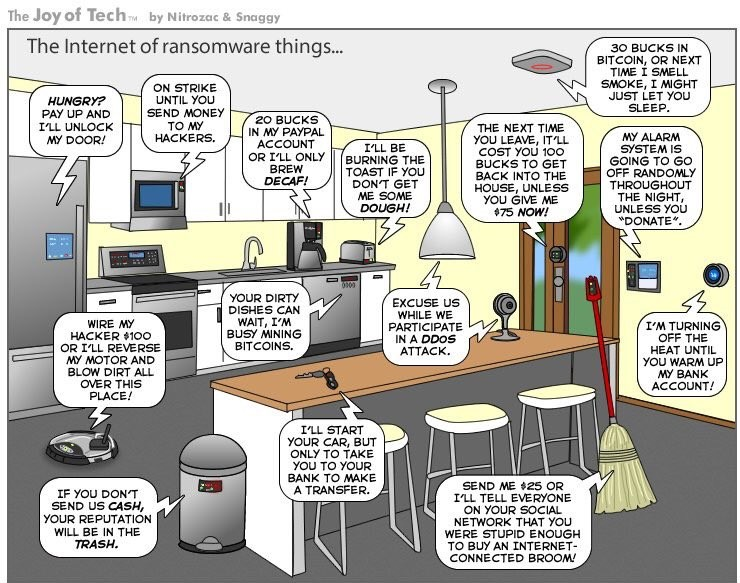 The Joy of Tech™ by Nitrozac & Snaggy
The Internet of ransomware things...
HUNGRY?
PAY UP AND
I'LL UNLOCK
MY DOOR!
ON STRIKE
UNTIL YOU
SEND MONEY
TO MY
HACKERS.
20 BUCKS
IN MY PAYPAL
ACCOUNT
OR I'LL ONLY
BREW
DECAF!
I'LL BE
BURNING THE
TOAST IF YOU
DON'T GET
ME SOME
DOUGH!
THE NEXT TIME
YOU LEAVE, IT'LL
COST YOU 100
BUCKS TO GET
BACK INTO THE
HOUSE, UNLESS
YOU GIVE ME
$75 NOW!
30 BUCKS IN
BITCOIN, OR NEXT
TIME I SMELL
SMOKE, I MIGHT
JUST LET YOU
SLEEP.
MY ALARM
SYSTEM IS
GOING TO GO
OFF RANDOMLY
THROUGHOUT
THE NIGHT,
UNLESS YOU
"DONATE".
WIRE MY
HACKER $100
OR I'LL REVERSE
MY MOTOR AND
BLOW DIRT ALL
OVER THIS
PLACE!
YOUR DIRTY
DISHES CAN
WAIT, I'M
BUSY MINING
BITCOINS.
EXCUSE US
WHILE WE
PARTICIPATE
IN A DDOS
ATTACK.
I'M TURNING
OFF THE
HEAT UNTIL
YOU WARM UP
MY BANK
ACCOUNT!
IF YOU DON'T
SEND US CASH,
YOUR REPUTATION
WILL BE IN THE
TRASH.
I'LL START
YOUR CAR, BUT
ONLY TO TAKE
YOU TO YOUR
BANK TO MAKE
A TRANSFER.
SEND ME $25 OR
I'LL TELL EVERYONE
ON YOUR SOCIAL
NETWORK THAT YOU
WERE STUPID ENOUGH
TO BUY AN INTERNET-
CONNECTED BROOM!